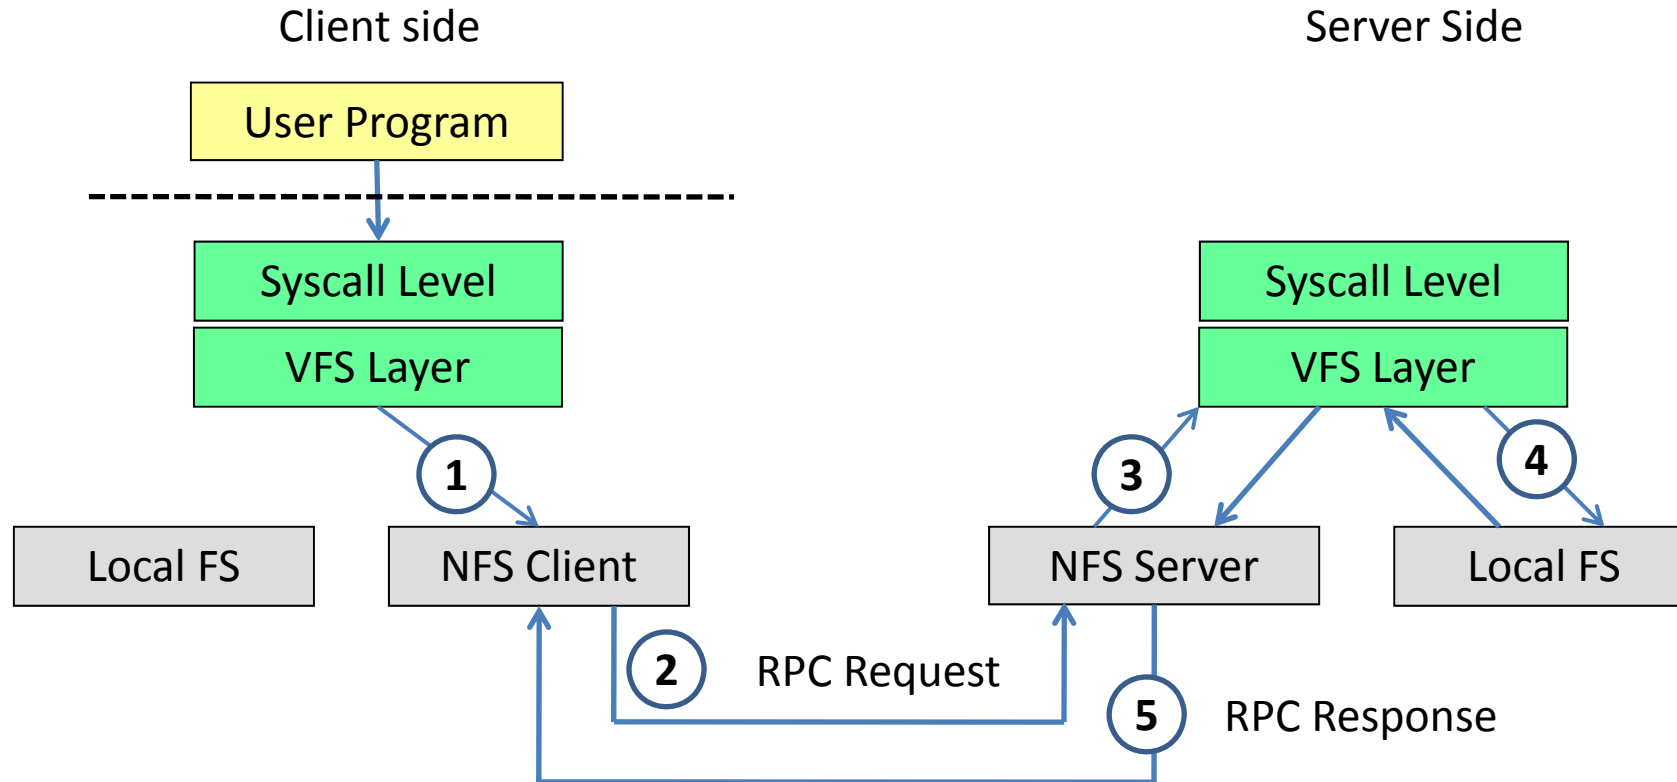 Client side
Server Side
User Program
Syscall Level
Syscall Level
VFS Layer
VFS Layer
1
3
4
Local FS
NFS Client
NFS Server
Local FS
2
RPC Request
5
RPC Response